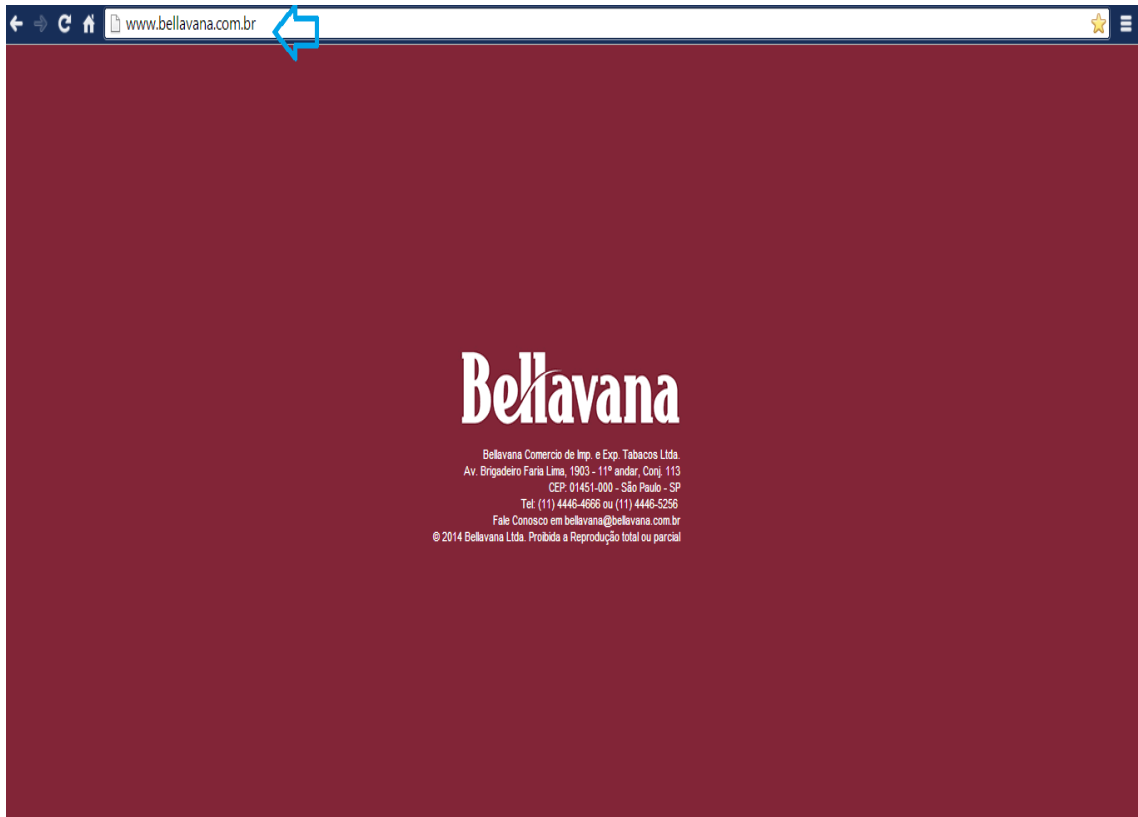 www.bellavana.com.br
Bellavana
Bellavana Comercio de Imp. e Exp. Tabacos Ltda.
Av. Brigadeiro Faria Lima, 1903 - 11º andar, Conj. 113
CEP: 01451-000 - São Paulo - SP
Tel: (11) 4446-4666 ou (11) 4446-5256
Fale Conosco em bellavana@bellavana.com.br
© 2014 Bellavana Ltda. Proibida a Reprodução total ou parcial